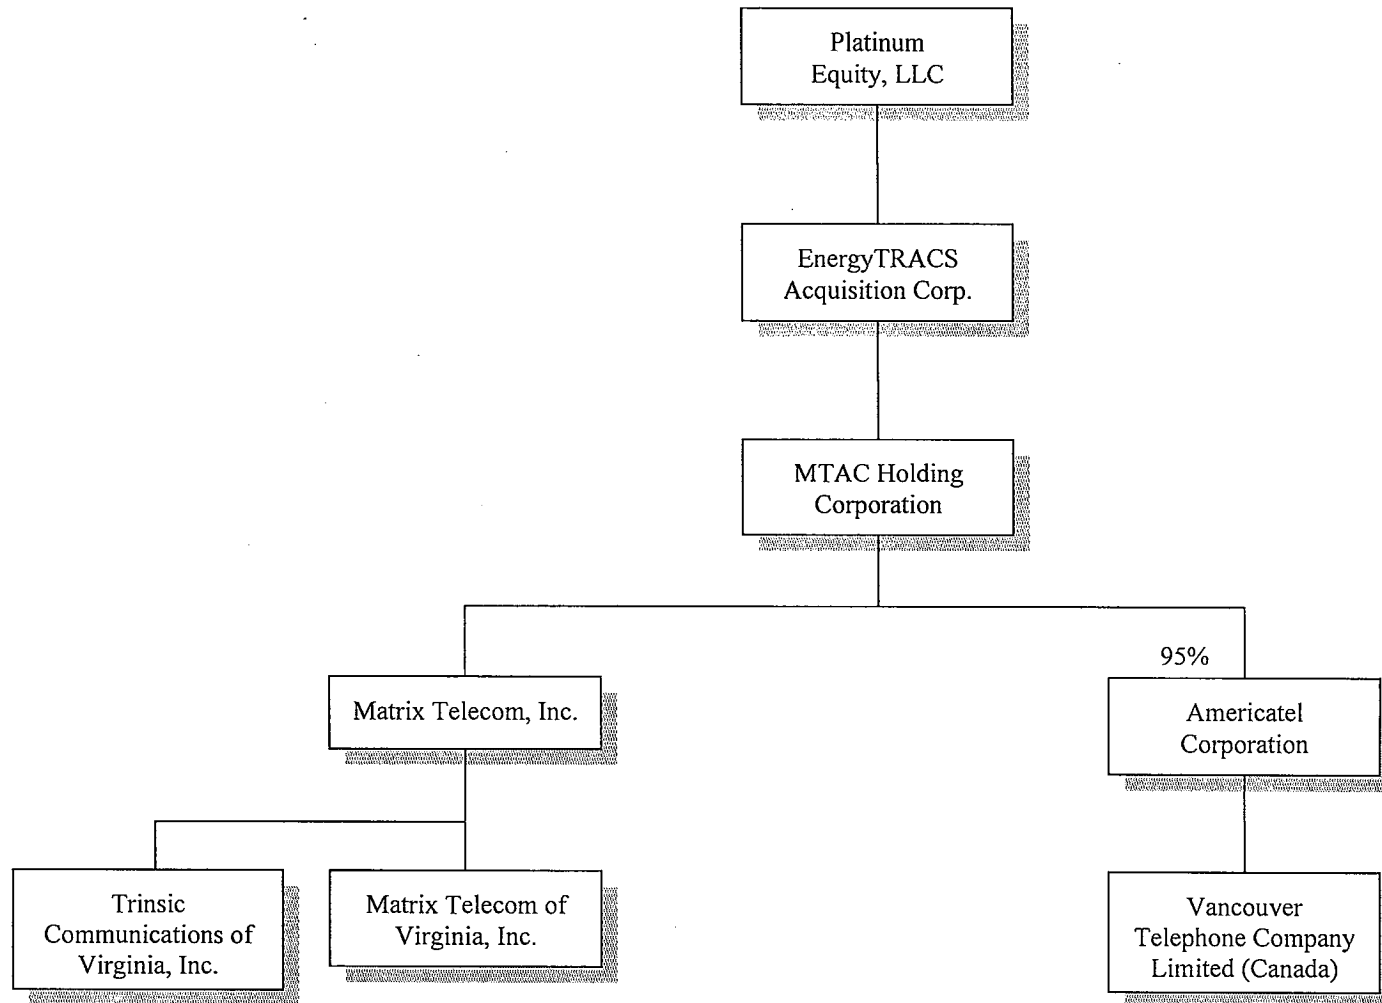 Platinum
Equity, LLC
EnergyTRACS
Acquisition Corp.
MTAC Holding
Corporation
95%
Matrix Telecom, Inc.
Americatel
Corporation
Trinsic
Communications of
Virginia, Inc.
Matrix Telecom of
Virginia, Inc.
Vancouver
Telephone Company
Limited (Canada)